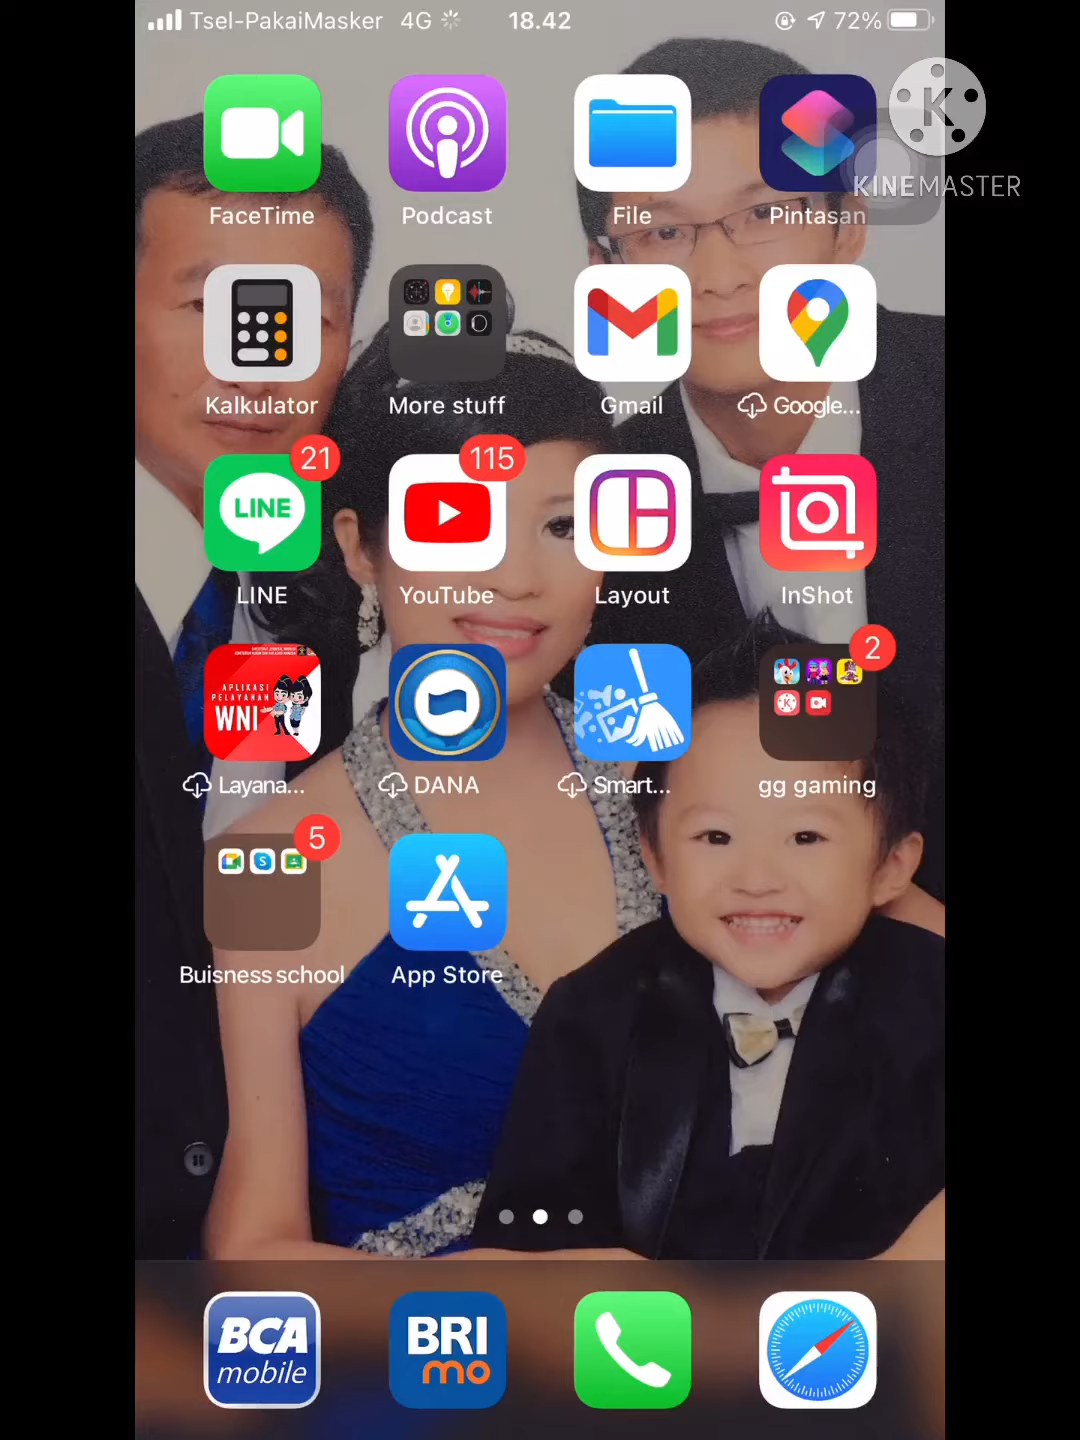 Tsel-PakaiMasker 4G 18.42 72%
K
KINEMASTER
FaceTime Podcast File Pintasan
Kalkulator More stuff Gmail Google...
21 115
LINE
LINE YouTube Layout InShot
2
APLIKASI
PELAYANAN
WNI
Layana... DANA Smart... gg gaming
5
S
Buisness school App Store
BCA
mobile
BRI
mo